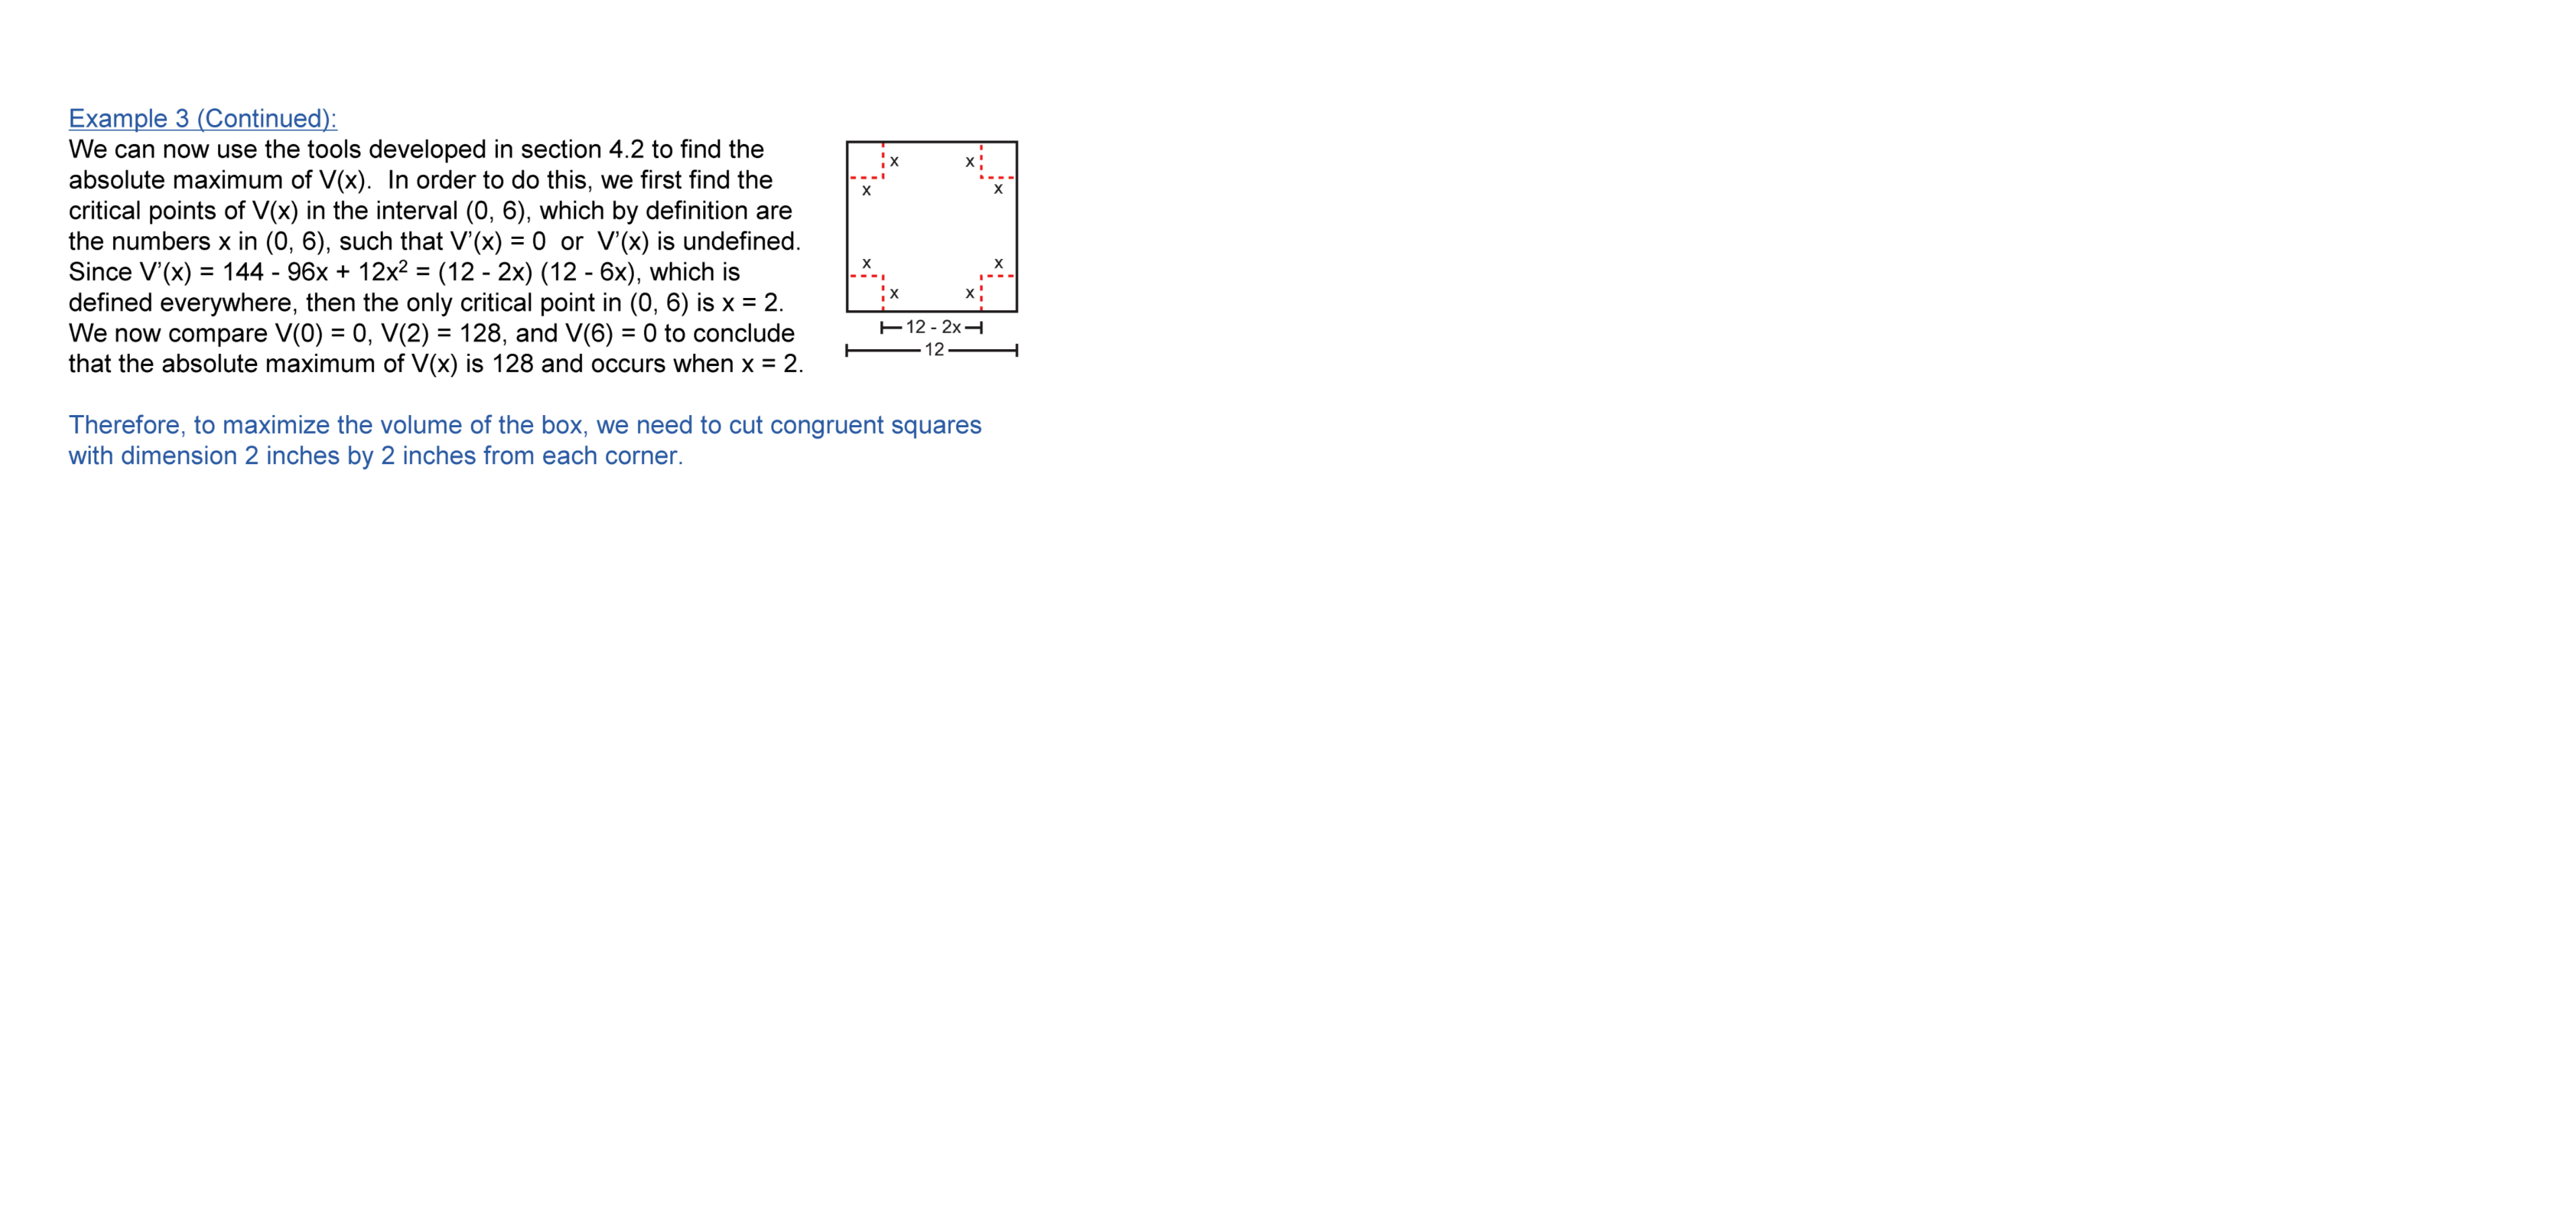 Example 3 (Continued):
We can now use the tools developed in section 4.2 to find the
absolute maximum of V(x).  In order to do this, we first find the
critical points of V(x) in the interval (0, 6), which by definition are
the numbers x in (0, 6), such that V’(x) = 0  or  V’(x) is undefined.
Since V’(x) = 144 - 96x + 12x² = (12 - 2x) (12 - 6x), which is
defined everywhere, then the only critical point in (0, 6) is x = 2.
We now compare V(0) = 0, V(2) = 128, and V(6) = 0 to conclude
that the absolute maximum of V(x) is 128 and occurs when x = 2.
x x
x x
x x
x x
12 - 2x
12
Therefore, to maximize the volume of the box, we need to cut congruent squares
with dimension 2 inches by 2 inches from each corner.